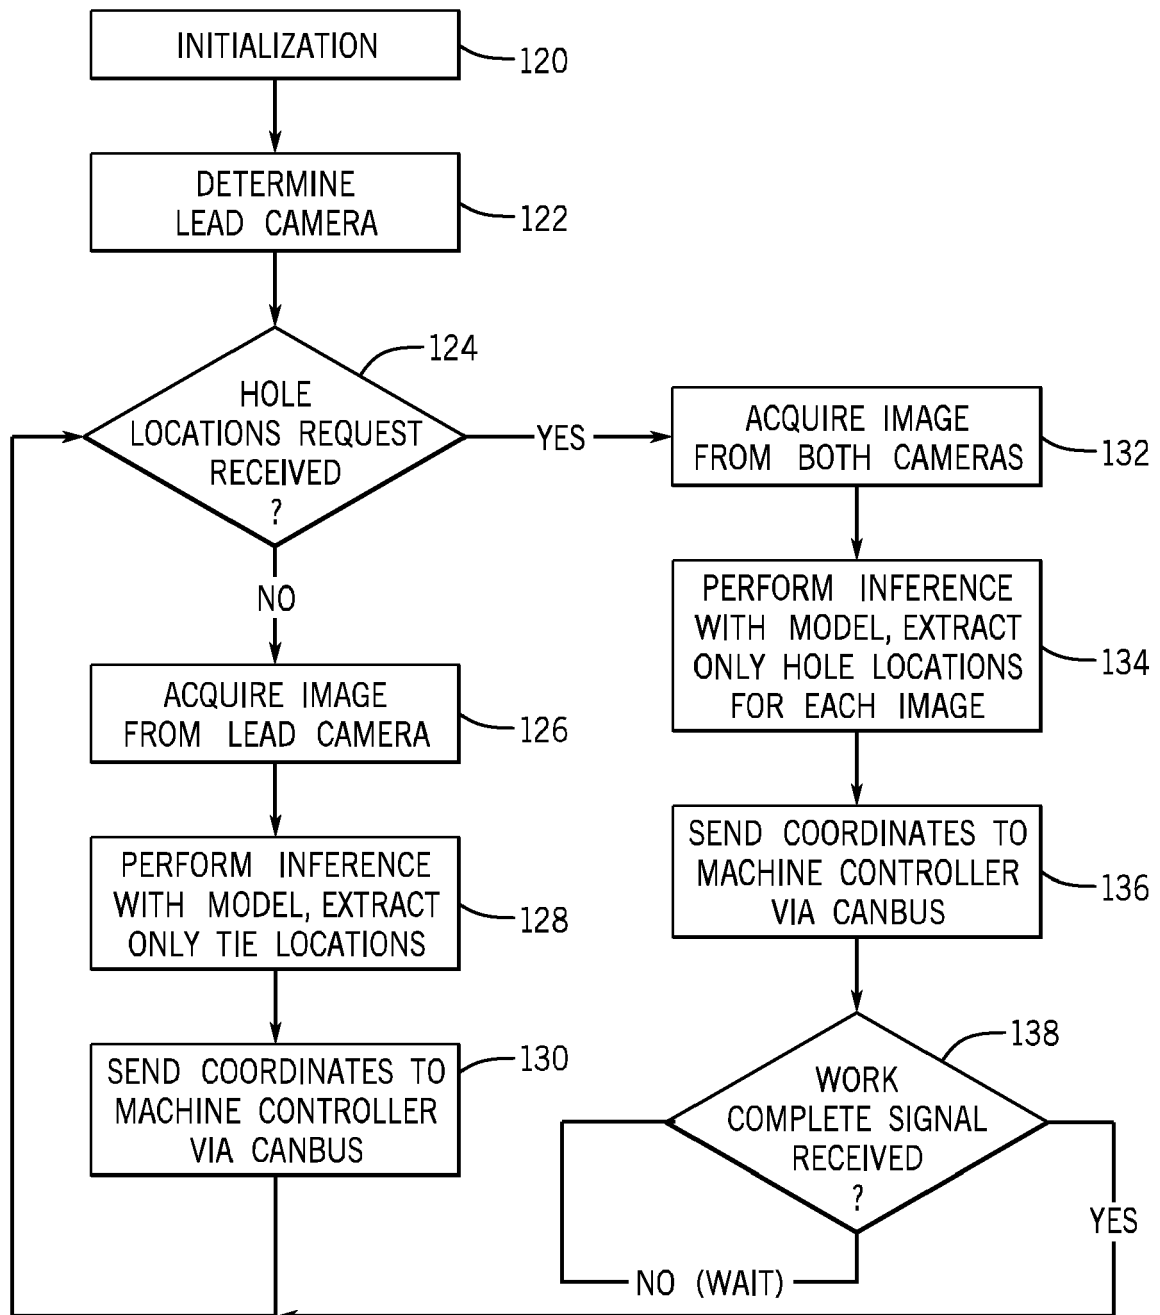 INITIALIZATION
120
DETERMINE
LEAD CAMERA
122
124
HOLE
LOCATIONS REQUEST
RECEIVED
?
YES
NO
ACQUIRE IMAGE
FROM LEAD CAMERA
126
PERFORM INFERENCE
WITH MODEL, EXTRACT
ONLY TIE LOCATIONS
128
SEND COORDINATES TO
MACHINE CONTROLLER
VIA CANBUS
130
ACQUIRE IMAGE
FROM BOTH CAMERAS
132
PERFORM INFERENCE
WITH MODEL, EXTRACT
ONLY HOLE LOCATIONS
FOR EACH IMAGE
134
SEND COORDINATES TO
MACHINE CONTROLLER
VIA CANBUS
136
138
WORK
COMPLETE SIGNAL
RECEIVED
?
YES
NO (WAIT)